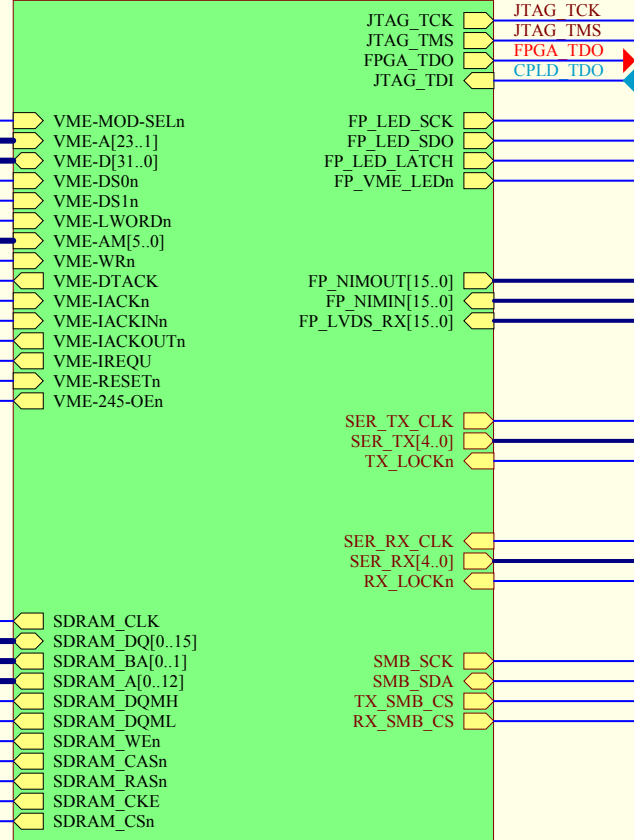 JTAG_TCK JTAG_TCK
JTAG_TMS JTAG_TMS
FPGA_TDO FPGA_TDO
JTAG_TDI CPLD_TDO
VME-MOD-SELn FP_LED_SCK
VME-A[23..1] FP_LED_SDO
VME-D[31..0] FP_LED_LATCH
VME-DS0n FP_VME_LEDn
VME-DS1n
VME-LWORDn
VME-AM[5..0]
VME-WRn
VME-DTACK FP_NIMOUT[15..0]
VME-IACKn FP_NIMIN[15..0]
VME-IACKINn FP_LVDS_RX[15..0]
VME-IACKOUTn
VME-IREQU
VME-RESETn
VME-245-OEn
SER_TX_CLK
SER_TX[4..0]
TX_LOCKn
SER_RX_CLK
SER_RX[4..0]
RX_LOCKn
SDRAM_CLK
SDRAM_DQ[0..15]
SDRAM_BA[0..1] SMB_SCK
SDRAM_A[0..12] SMB_SDA
SDRAM_DQMH TX_SMB_CS
SDRAM_DQML RX_SMB_CS
SDRAM_WEn
SDRAM_CASn
SDRAM_RASn
SDRAM_CKE
SDRAM_CSn